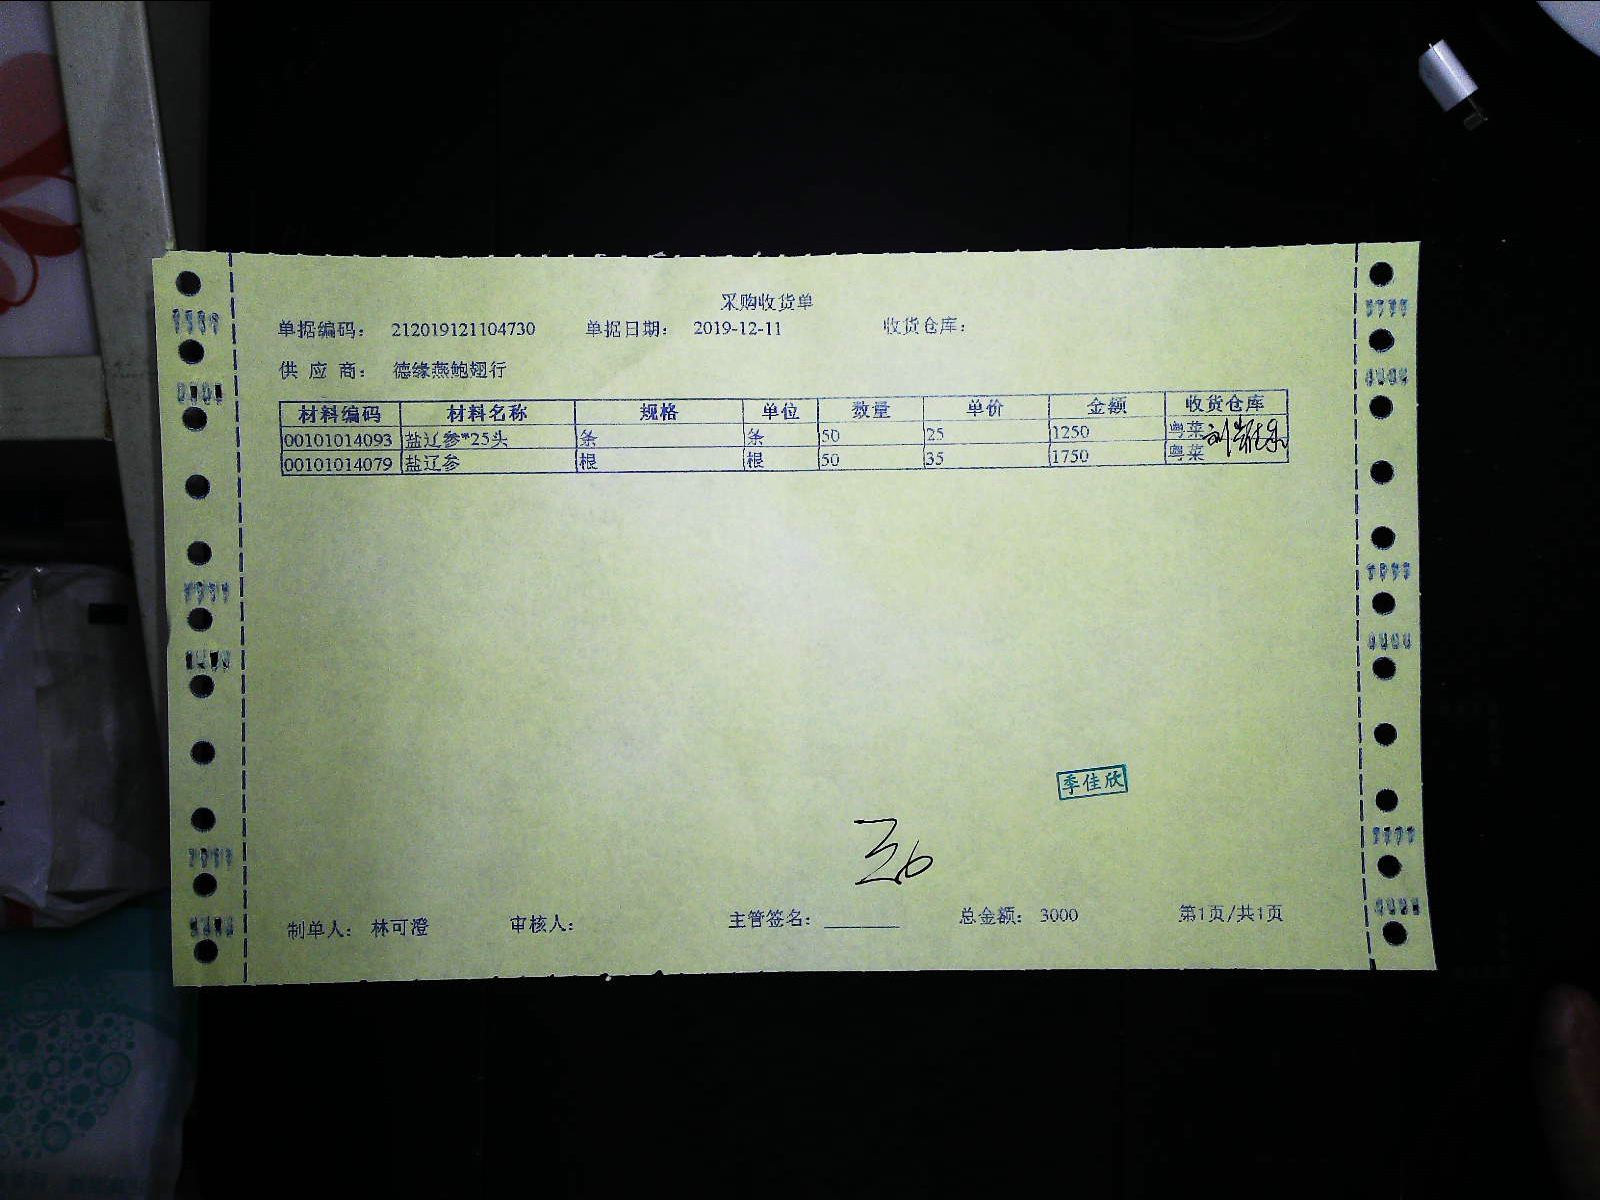 采购收货单
单据编码： 212019121104730 单据日期： 2019-12-11 收货仓库：
供 应 商： 德缘燕鲍翅行
材料编码 材料名称 规格 单位 数量 单价 金额 收货仓库
00101014093 盐辽参*25头 条 条 50 25 1250 粤菜
00101014079 盐辽参 根 根 50 35 1750 粤菜
季佳欣
制单人： 林可澄 审核人： 主管签名： 总金额： 3000 第1页/共1页